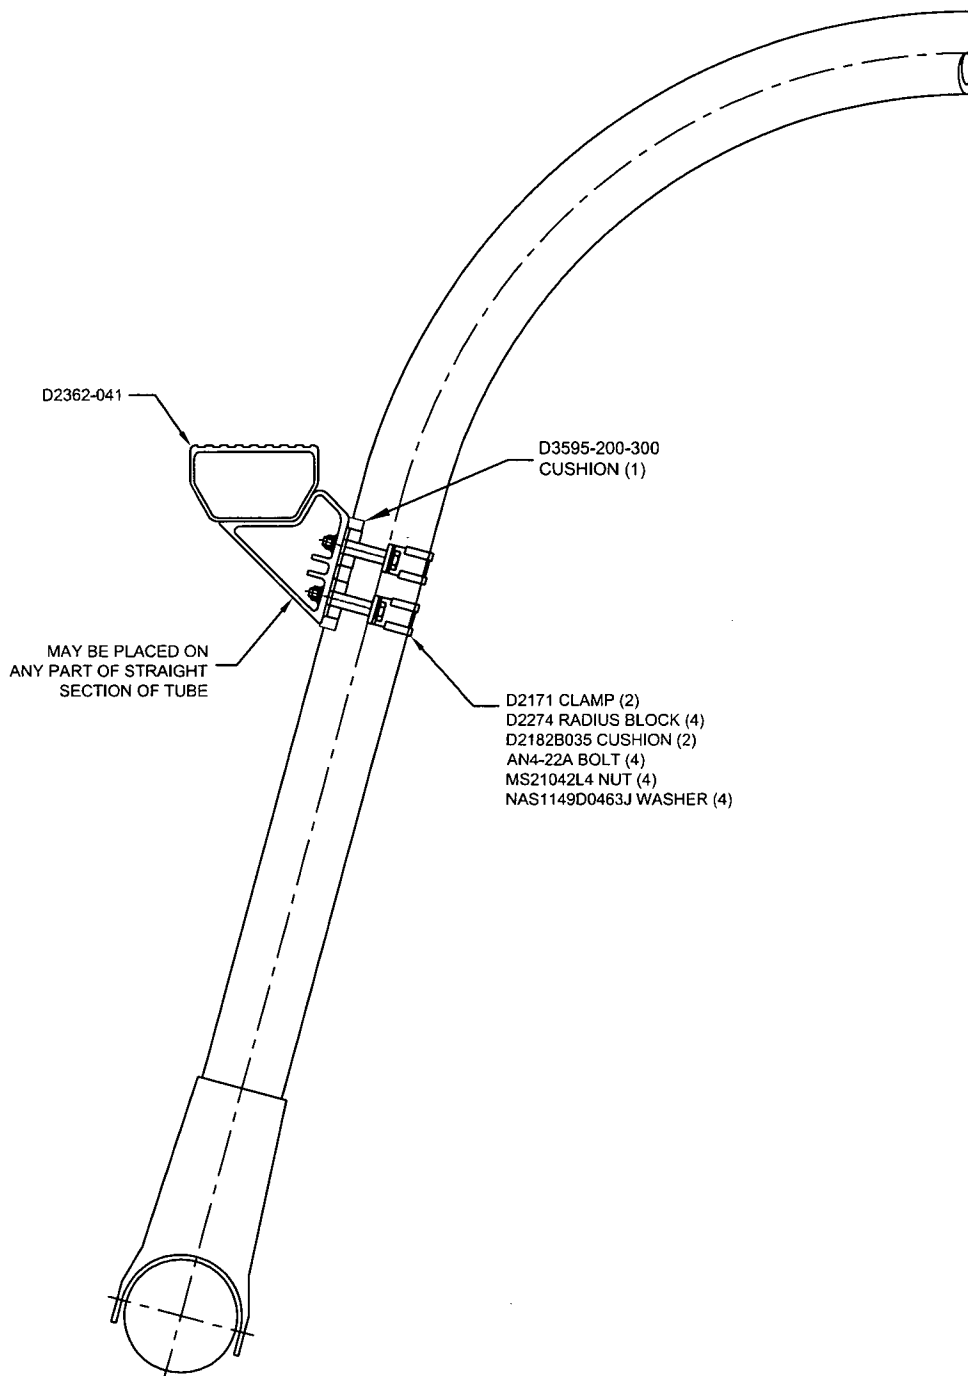 D2362-041
D3595-200-300
CUSHION (1)
MAY BE PLACED ON
ANY PART OF STRAIGHT
SECTION OF TUBE
D2171 CLAMP (2)
D2274 RADIUS BLOCK (4)
D2182B035 CUSHION (2)
AN4-22A BOLT (4)
MS21042L4 NUT (4)
NAS1149D0463J WASHER (4)